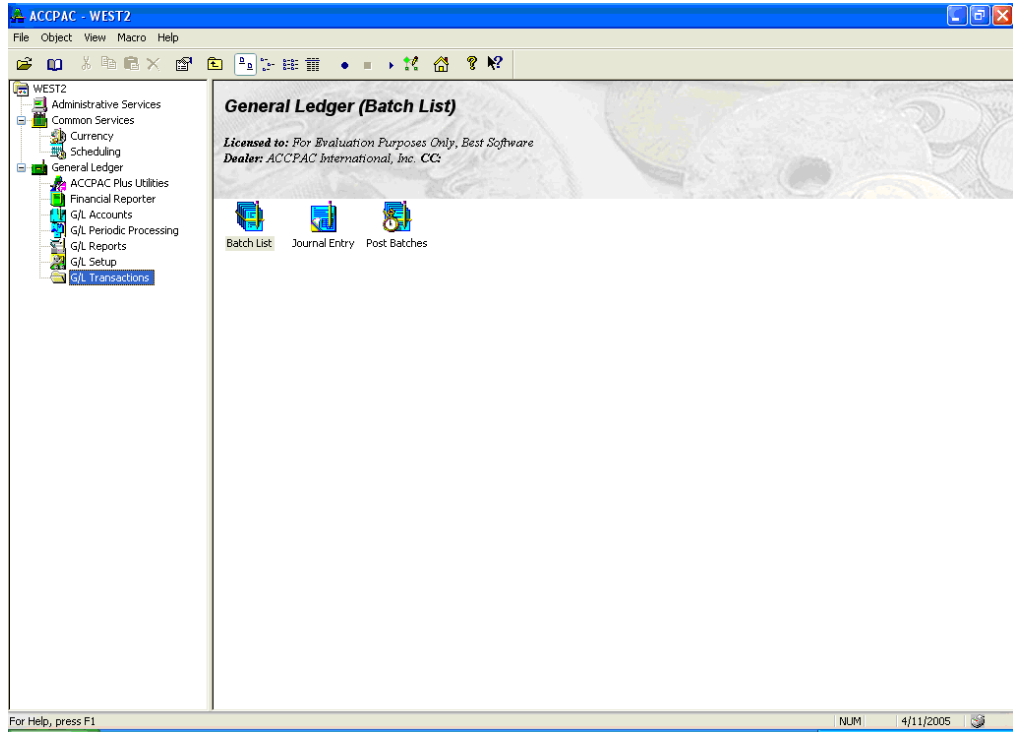 ACCPAC - WEST2
File Object View Macro Help
WEST2
Administrative Services
Common Services
Currency
Scheduling
General Ledger
ACCPAC Plus Utilities
Financial Reporter
G/L Accounts
G/L Periodic Processing
G/L Reports
G/L Setup
G/L Transactions
General Ledger (Batch List)
Licensed to: For Evaluation Purposes Only, Best Software
Dealer: ACCPAC International, Inc. CC:
Batch List Journal Entry Post Batches
For Help, press F1 NUM 4/11/2005